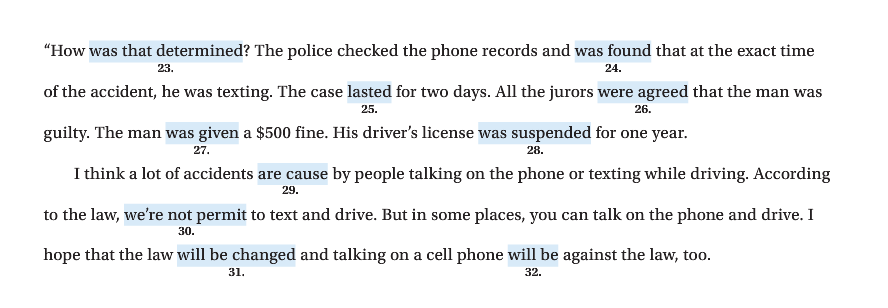 “How was that determined? The police checked the phone records and was found that at the exact time
23. 24.
of the accident, he was texting. The case lasted for two days. All the jurors were agreed that the man was
25. 26.
guilty. The man was given a $500 fine. His driver’s license was suspended for one year.
27. 28.
I think a lot of accidents are cause by people talking on the phone or texting while driving. According
29.
to the law, we’re not permit to text and drive. But in some places, you can talk on the phone and drive. I
30.
hope that the law will be changed and talking on a cell phone will be against the law, too.
31. 32.